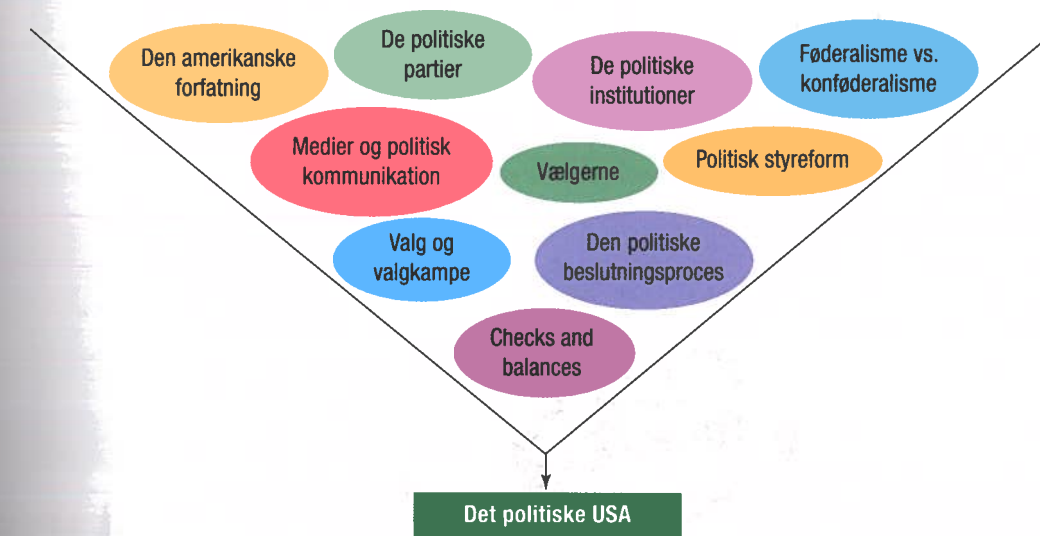 Den amerikanske
forfatning
De politiske
partier
De politiske
institutioner
Føderalisme vs.
konføderalisme
Medier og politisk
kommunikation
Vælgerne
Politisk styreform
Valg og
valgkampe
Den politiske
beslutningsproces
Checks and
balances
Det politiske USA